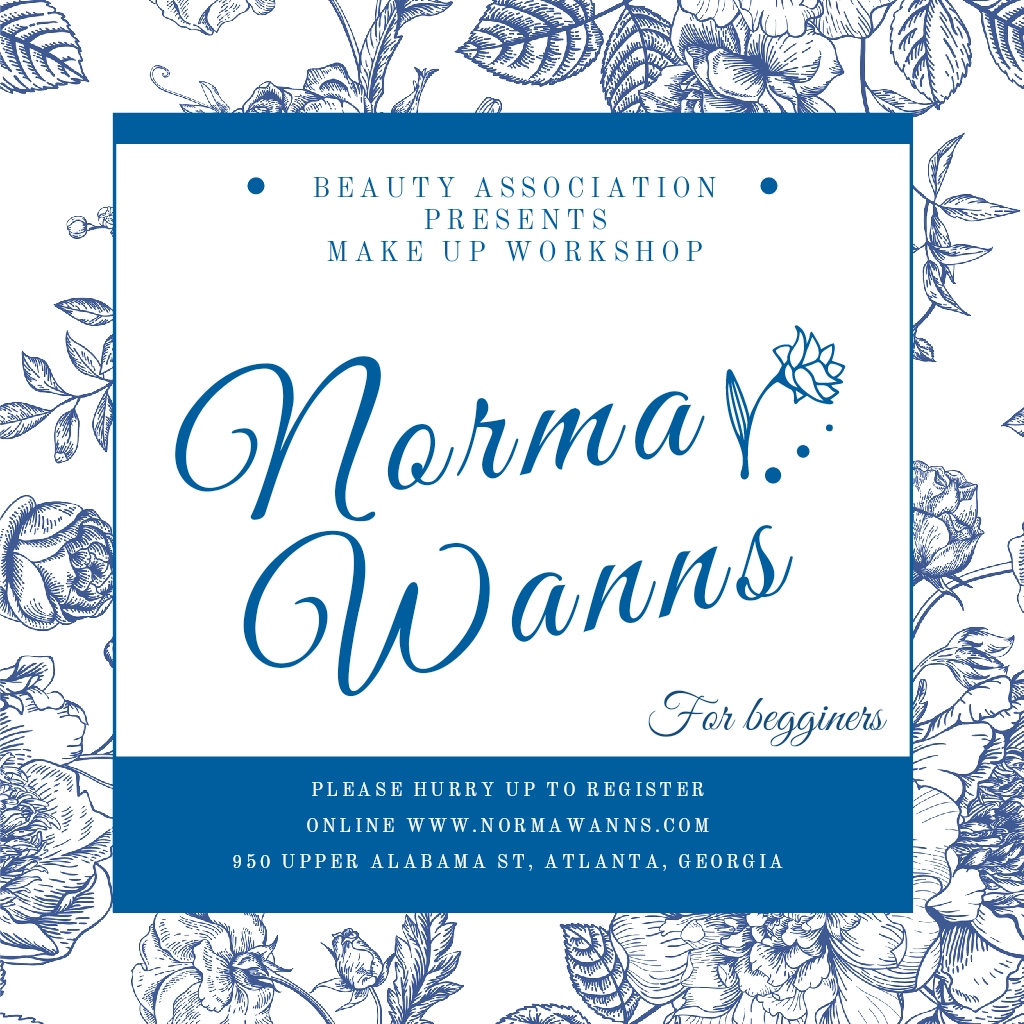 BEAUTY ASSOCIATION
PRESENTS
MAKE UP WORKSHOP
Norma
Wanns
For begginers
PLEASE HURRY UP TO REGISTER
ONLINE WWW.NORMAWANNS.COM
950 UPPER ALABAMA ST, ATLANTA, GEORGIA